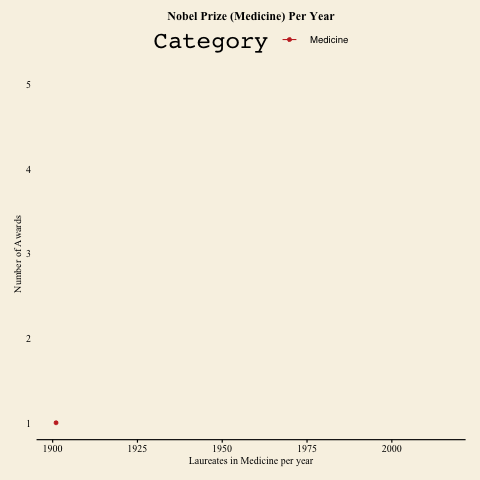 Nobel Prize (Medicine) Per Year
Category Medicine
5
4
3
2
1
Number of Awards
1900 1925 1950 1975 2000
Laureates in Medicine per year